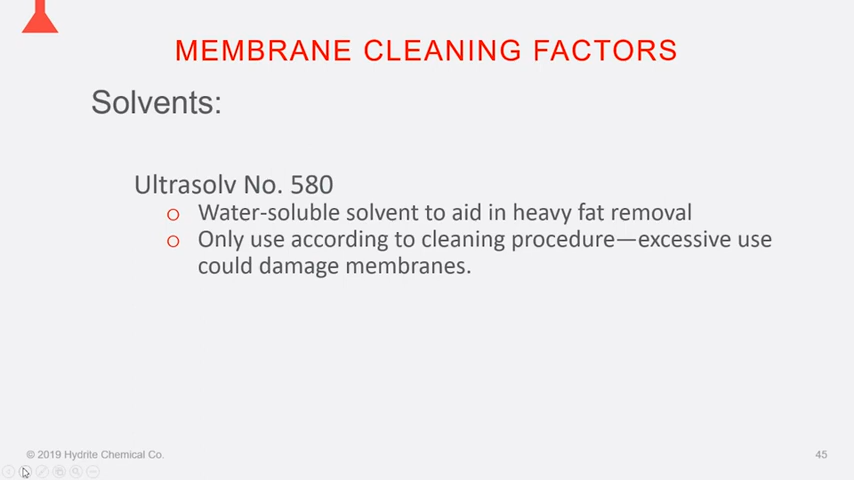 MEMBRANE CLEANING FACTORS
Solvents:
Ultrasolv No. 580
o Water-soluble solvent to aid in heavy fat removal
o Only use according to cleaning procedure—excessive use
could damage membranes.
© 2019 Hydrite Chemical Co.
45